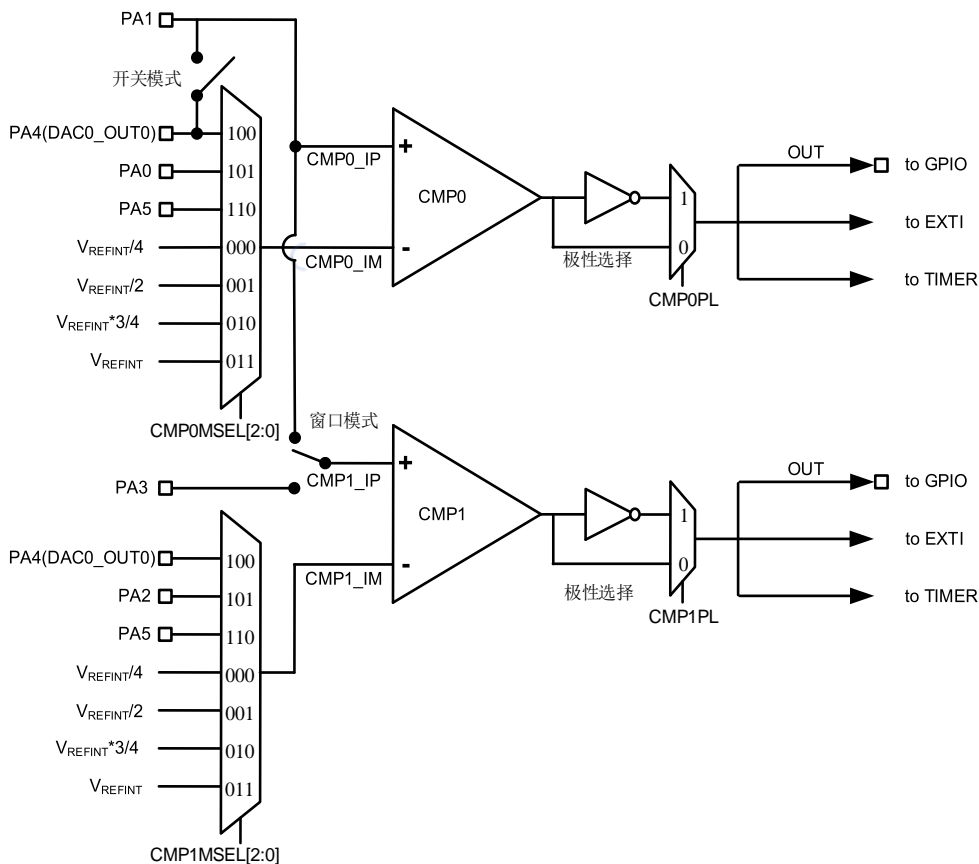 PA1
开关模式
PA4(DAC0_OUT0)
100
PA0
101
PA5
110
VREFINT/4
000
VREFINT/2
001
VREFINT*3/4
010
VREFINT
011
CMP0MSEL[2:0]
CMP0_IP
+
CMP0
-
CMP0_IM
极性选择
1
0
CMP0PL
OUT
to GPIO
to EXTI
to TIMER
窗口模式
PA3
CMP1_IP
+
CMP1
-
CMP1_IM
PA4(DAC0_OUT0)
100
PA2
101
PA5
110
VREFINT/4
000
VREFINT/2
001
VREFINT*3/4
010
VREFINT
011
CMP1MSEL[2:0]
极性选择
1
0
CMP1PL
OUT
to GPIO
to EXTI
to TIMER